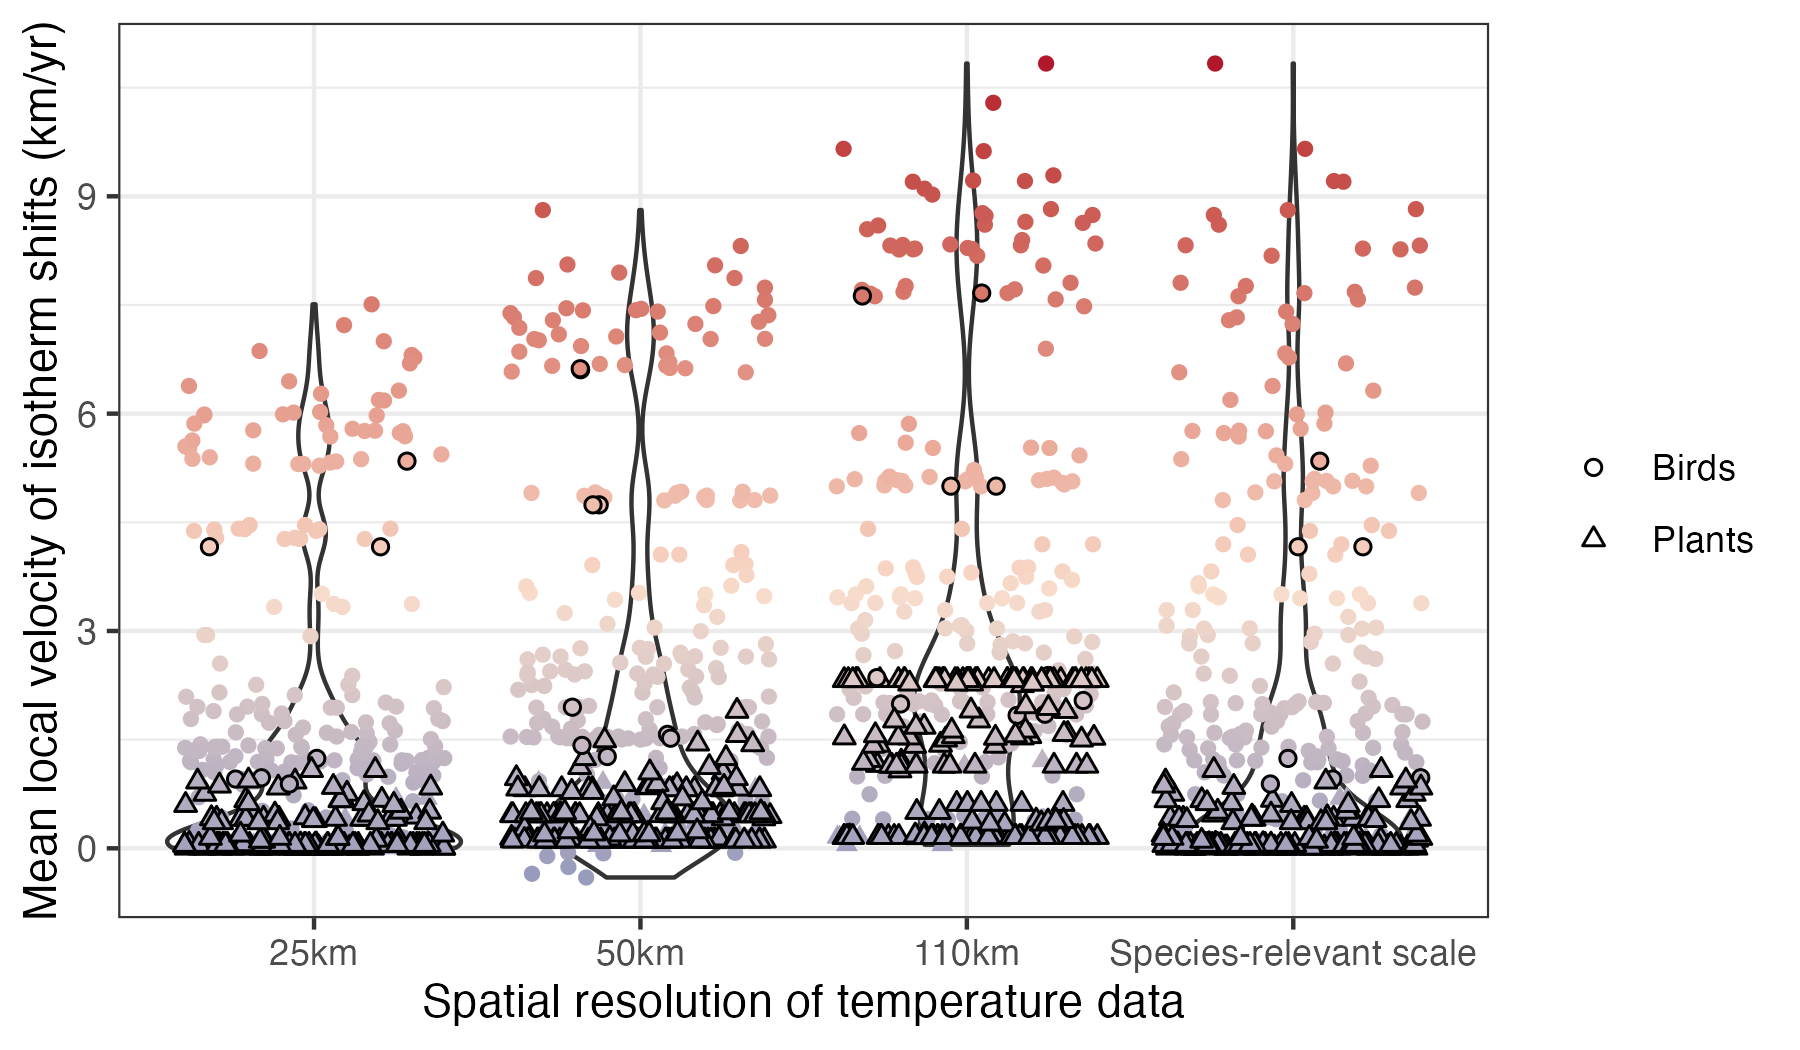 Mean local velocity of isotherm shifts (km/yr)
9
6
3
0
25km
50km
110km
Species-relevant scale
Spatial resolution of temperature data
Birds
Plants